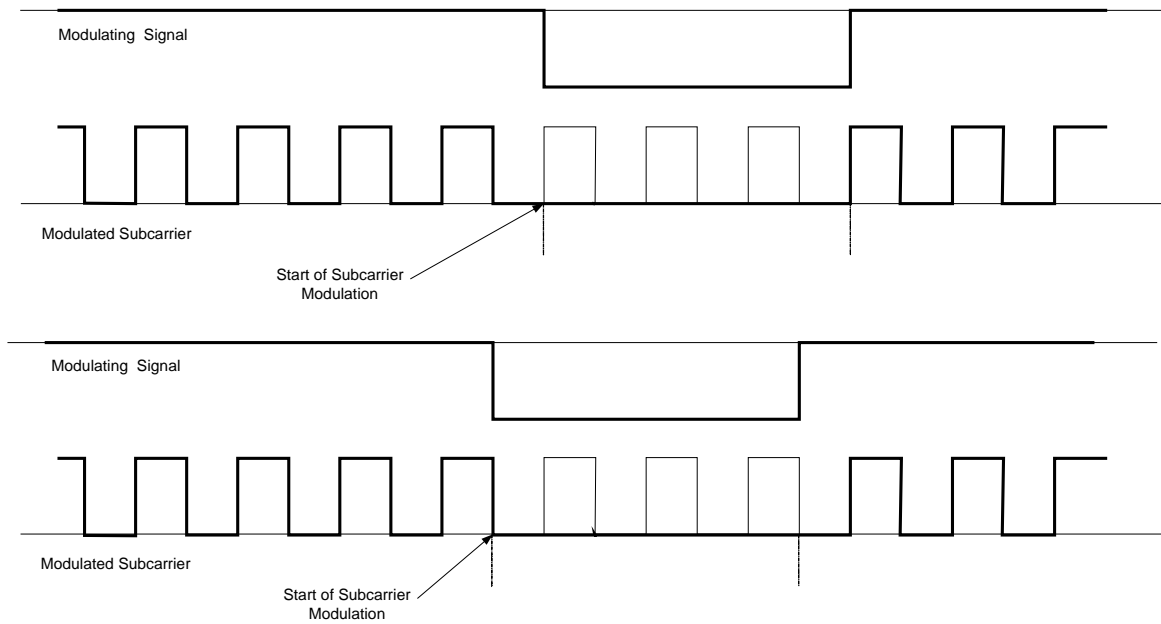 Modulating Signal
Modulated Subcarrier
Start of Subcarrier
Modulation
Modulating Signal
Modulated Subcarrier
Start of Subcarrier
Modulation